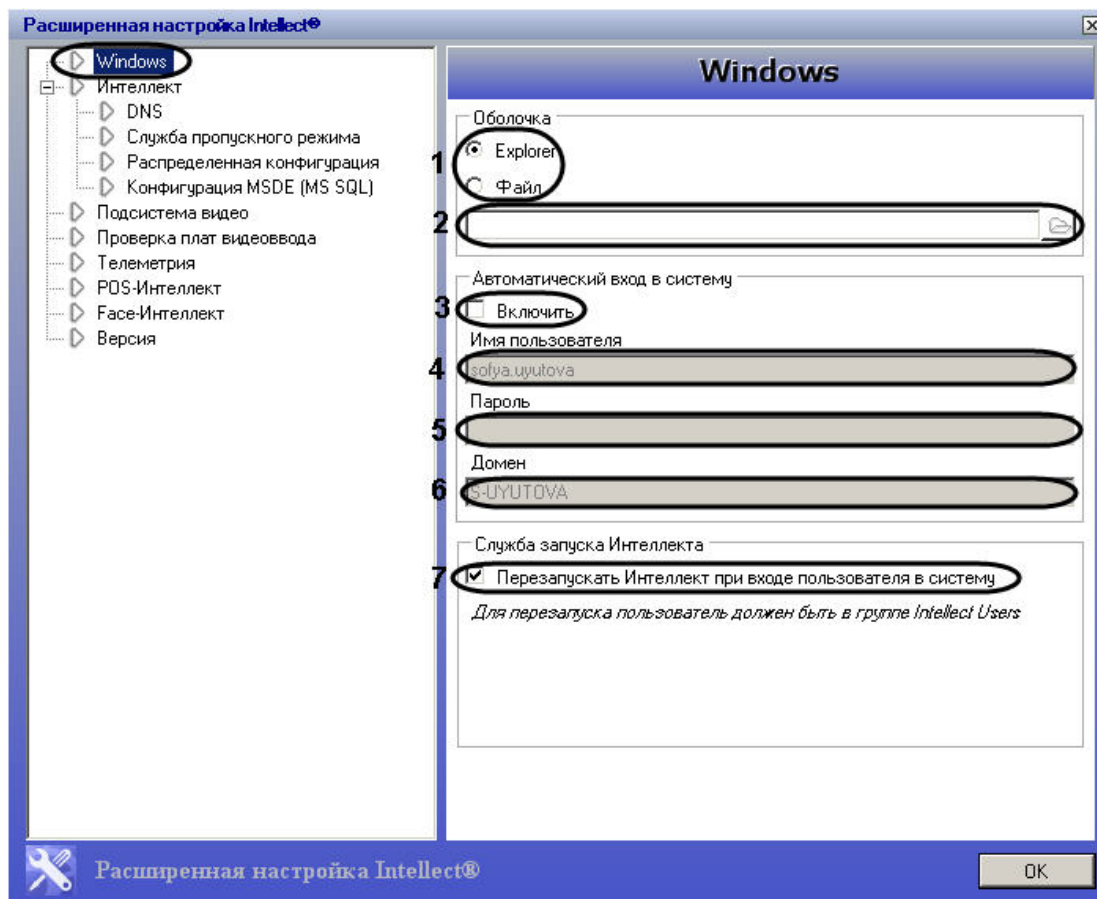 Расширенная настройка Intellect®
Windows
Интеллект
DNS
Служба пропускного режима
Распределенная конфигурация
Конфигурация MSDE (MS SQL)
Подсистема видео
Проверка плат видеоввода
Телеметрия
POS-Интеллект
Face-Интеллект
Версия
Windows
Оболочка
1
Explorer
Файл
2
Автоматический вход в систему
3 Включить
Имя пользователя
4 sofya.uyutova
Пароль
5
Домен
6 S-UYUTOVA
Служба запуска Интеллекта
7 Перезапускать Интеллект при входе пользователя в систему
Для перезапуска пользователь должен быть в группе Intellect Users
Расширенная настройка Intellect®
OK